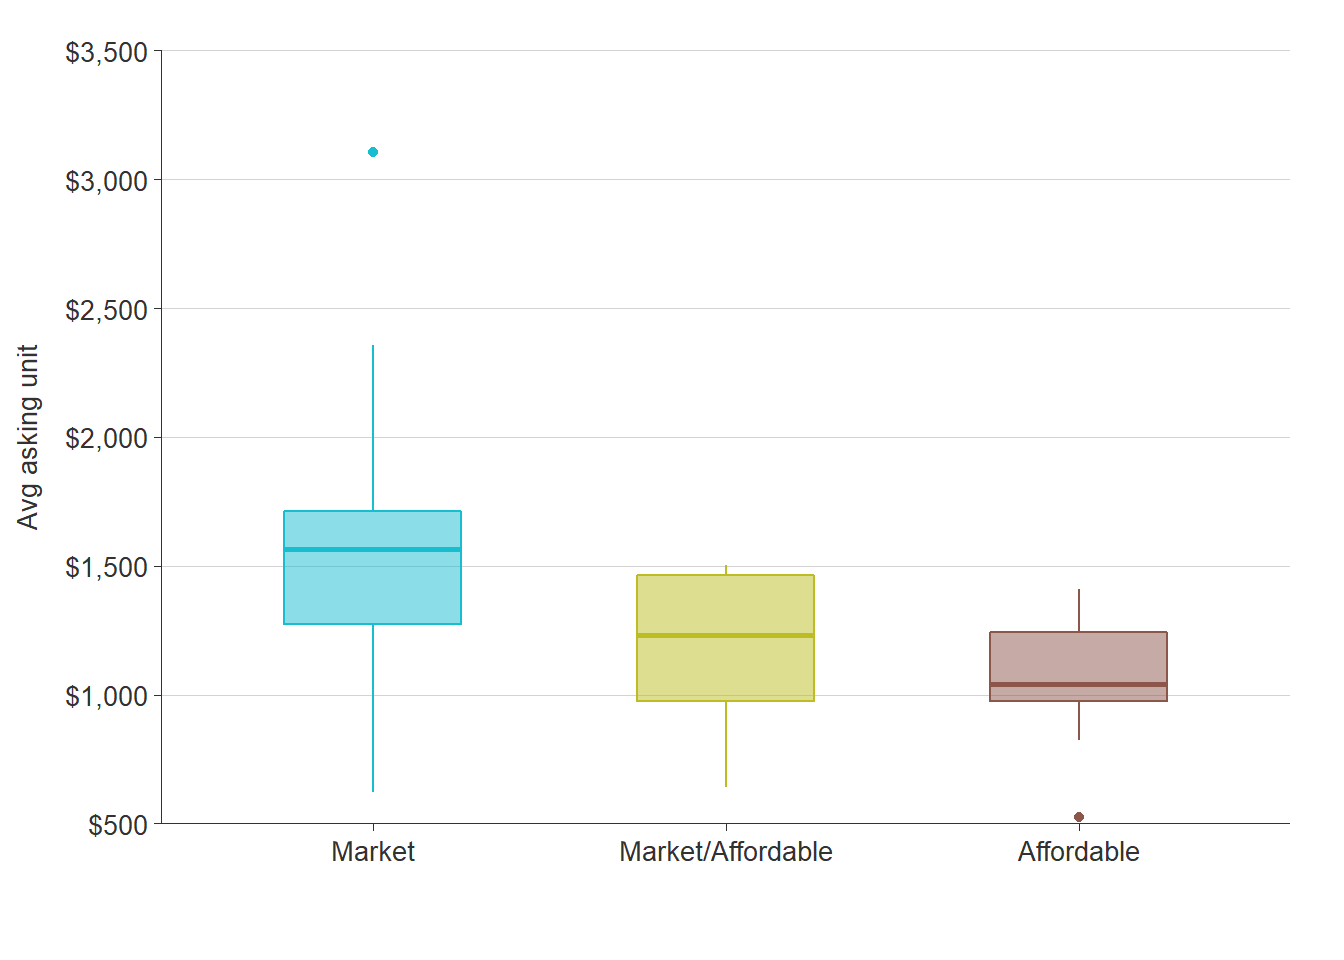 $3,500
$3,000
$2,500
$2,000
$1,500
$1,000
$500
Avg asking unit
Market
Market/Affordable
Affordable